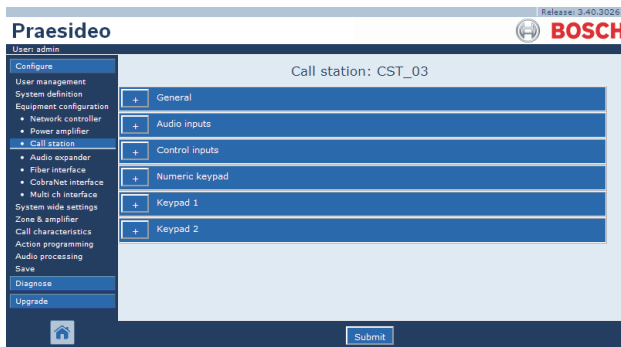 Release: 3.40.3026
Praesideo
BOSCH
User: admin
Configure
User management
System definition
Equipment configuration
• Network controller
• Power amplifier
• Call station
• Audio expander
• Fiber interface
• CobraNet interface
• Multi ch interface
System wide settings
Zone & amplifier
Call characteristics
Action programming
Audio processing
Save
Diagnose
Upgrade
Call station: CST_03
+ General
+ Audio inputs
+ Control inputs
+ Numeric keypad
+ Keypad 1
+ Keypad 2
Submit